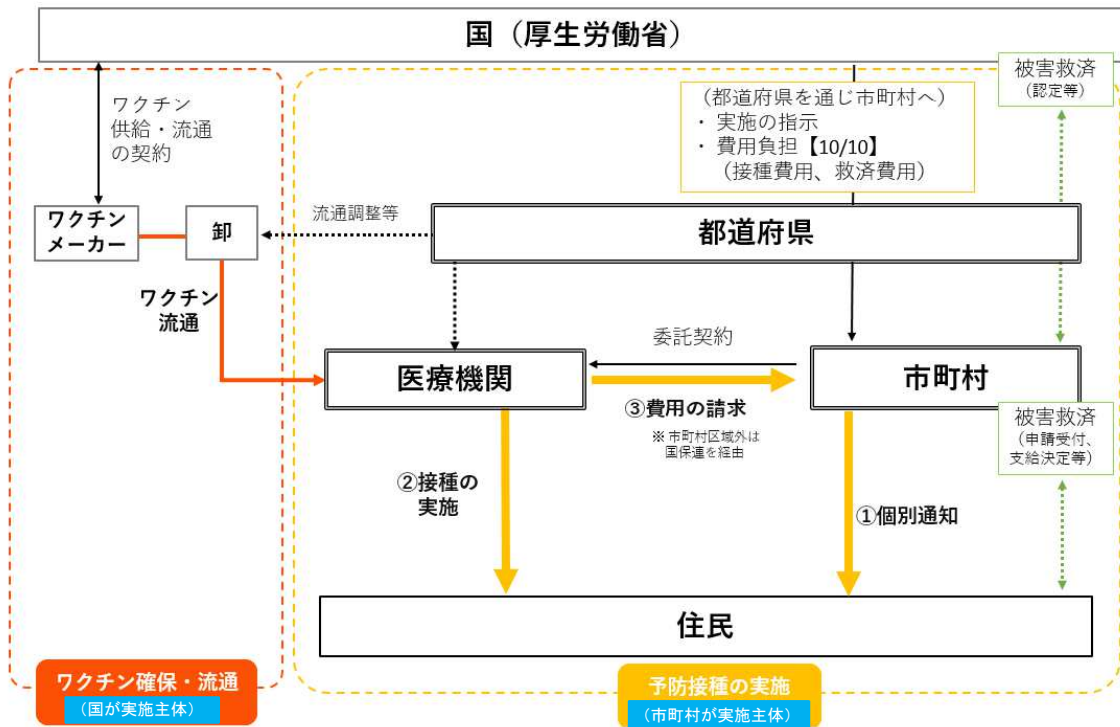 国（厚生労働省）
ワクチン
供給・流通
の契約
（都道府県を通じ市町村へ）
・ 実施の指示
・ 費用負担【10/10】
（接種費用、救済費用）
被害救済
（認定等）
ワクチン
メーカー
卸
流通調整等
都道府県
ワクチン
流通
医療機関
委託契約
市町村
③費用の請求
※ 市町村区域外は
国保連を経由
被害救済
（申請受付、
支給決定等）
②接種の
実施
①個別通知
住民
ワクチン確保・流通
（国が実施主体）
予防接種の実施
（市町村が実施主体）